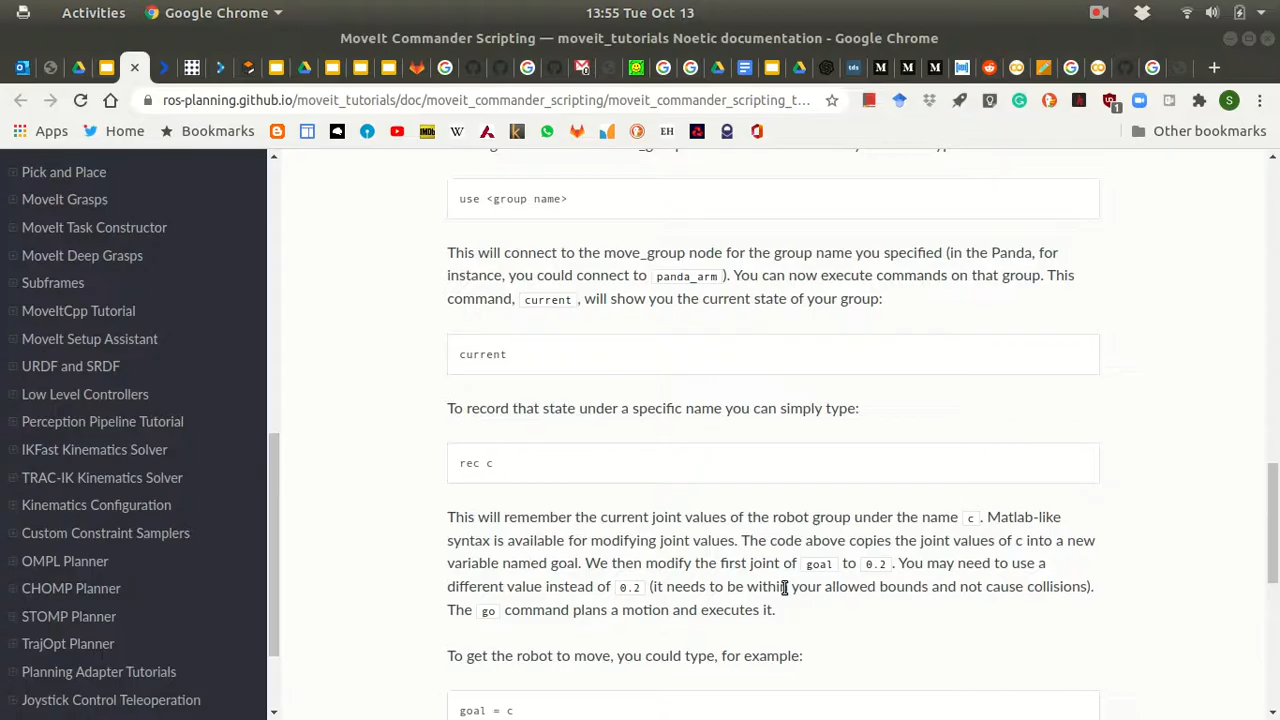 Activities
Google Chrome
13:55 Tue Oct 13
MoveIt Commander Scripting — moveit_tutorials Noetic documentation - Google Chrome
ros-planning.github.io/moveit_tutorials/doc/moveit_commander_scripting/moveit_commander_scripting_t…
Apps
Home
Bookmarks
Other bookmarks
Pick and Place
MoveIt Grasps
MoveIt Task Constructor
MoveIt Deep Grasps
Subframes
MoveItCpp Tutorial
MoveIt Setup Assistant
URDF and SRDF
Low Level Controllers
Perception Pipeline Tutorial
IKFast Kinematics Solver
TRAC-IK Kinematics Solver
Kinematics Configuration
Custom Constraint Samplers
OMPL Planner
CHOMP Planner
STOMP Planner
TrajOpt Planner
Planning Adapter Tutorials
Joystick Control Teleoperation
use <group name>
This will connect to the move_group node for the group name you specified (in the Panda, for
instance, you could connect to panda_arm ). You can now execute commands on that group. This
command, current , will show you the current state of your group:
current
To record that state under a specific name you can simply type:
rec c
This will remember the current joint values of the robot group under the name c . Matlab-like
syntax is available for modifying joint values. The code above copies the joint values of c into a new
variable named goal. We then modify the first joint of goal to 0.2 . You may need to use a
different value instead of 0.2 (it needs to be within your allowed bounds and not cause collisions).
The go command plans a motion and executes it.
To get the robot to move, you could type, for example:
goal = c